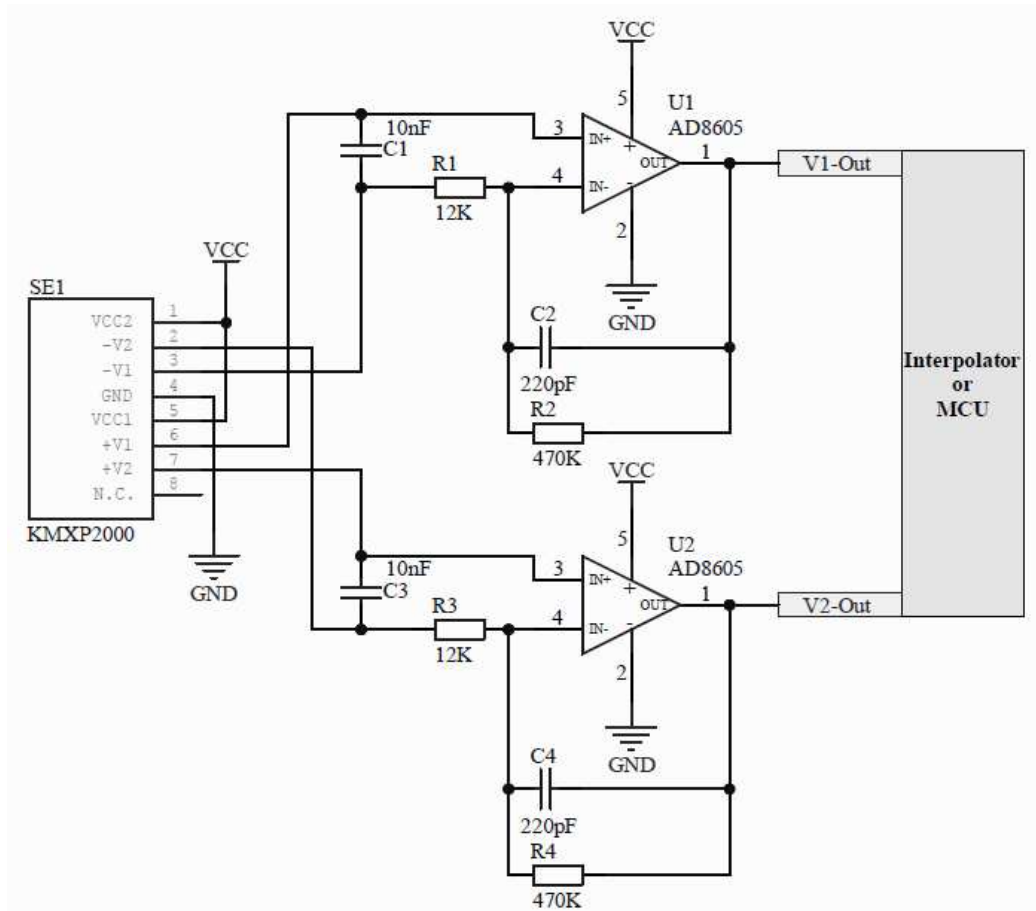 VCC
5
U1
AD8605
10nF
C1
3
IN+
+
OUT
1
V1-Out
R1
12K
4
IN-
-
2
GND
VCC
SE1
VCC2
1
-V2
2
-V1
3
GND
4
VCC1
5
+V1
6
+V2
7
N.C.
8
KMXP2000
GND
C2
220pF
R2
470K
Interpolator
or
MCU
VCC
5
U2
AD8605
10nF
C3
3
IN+
+
OUT
1
V2-Out
R3
12K
4
IN-
-
2
GND
C4
220pF
R4
470K